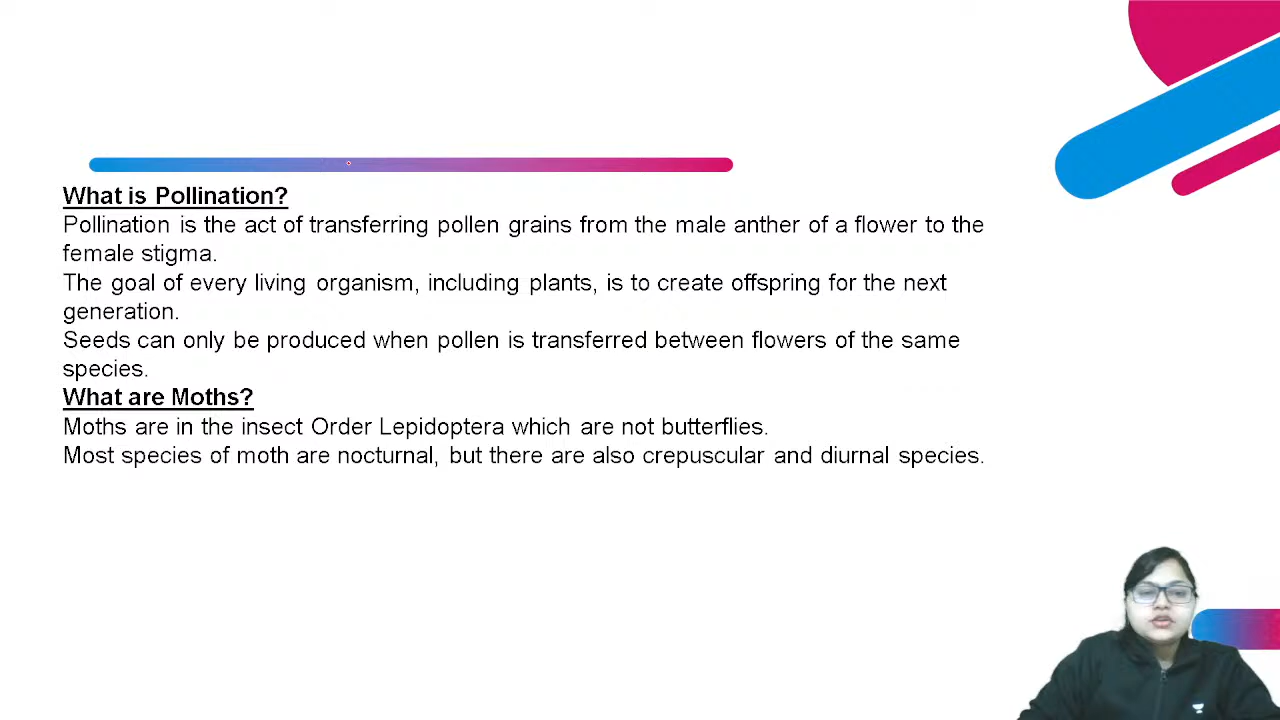 What is Pollination?
Pollination is the act of transferring pollen grains from the male anther of a flower to the
female stigma.
The goal of every living organism, including plants, is to create offspring for the next
generation.
Seeds can only be produced when pollen is transferred between flowers of the same
species.
What are Moths?
Moths are in the insect Order Lepidoptera which are not butterflies.
Most species of moth are nocturnal, but there are also crepuscular and diurnal species.